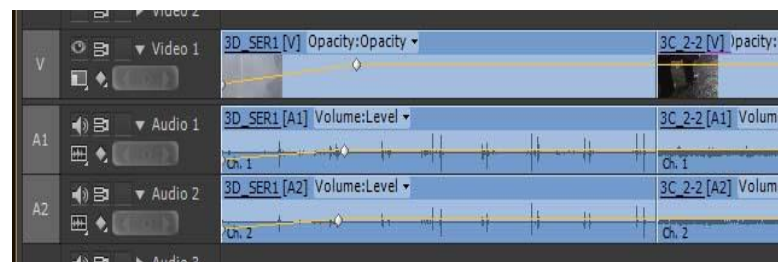 Video 2
V
Video 1
3D_SER1 [V] Opacity:Opacity
3C_2-2 [V] )pacity:
A1
Audio 1
3D_SER1 [A1] Volume:Level
3C_2-2 [A1] Volum
Ch. 1
Ch. 1
A2
Audio 2
3D_SER1 [A2] Volume:Level
3C_2-2 [A2] Volum
Ch. 2
Ch. 2
Audio 3